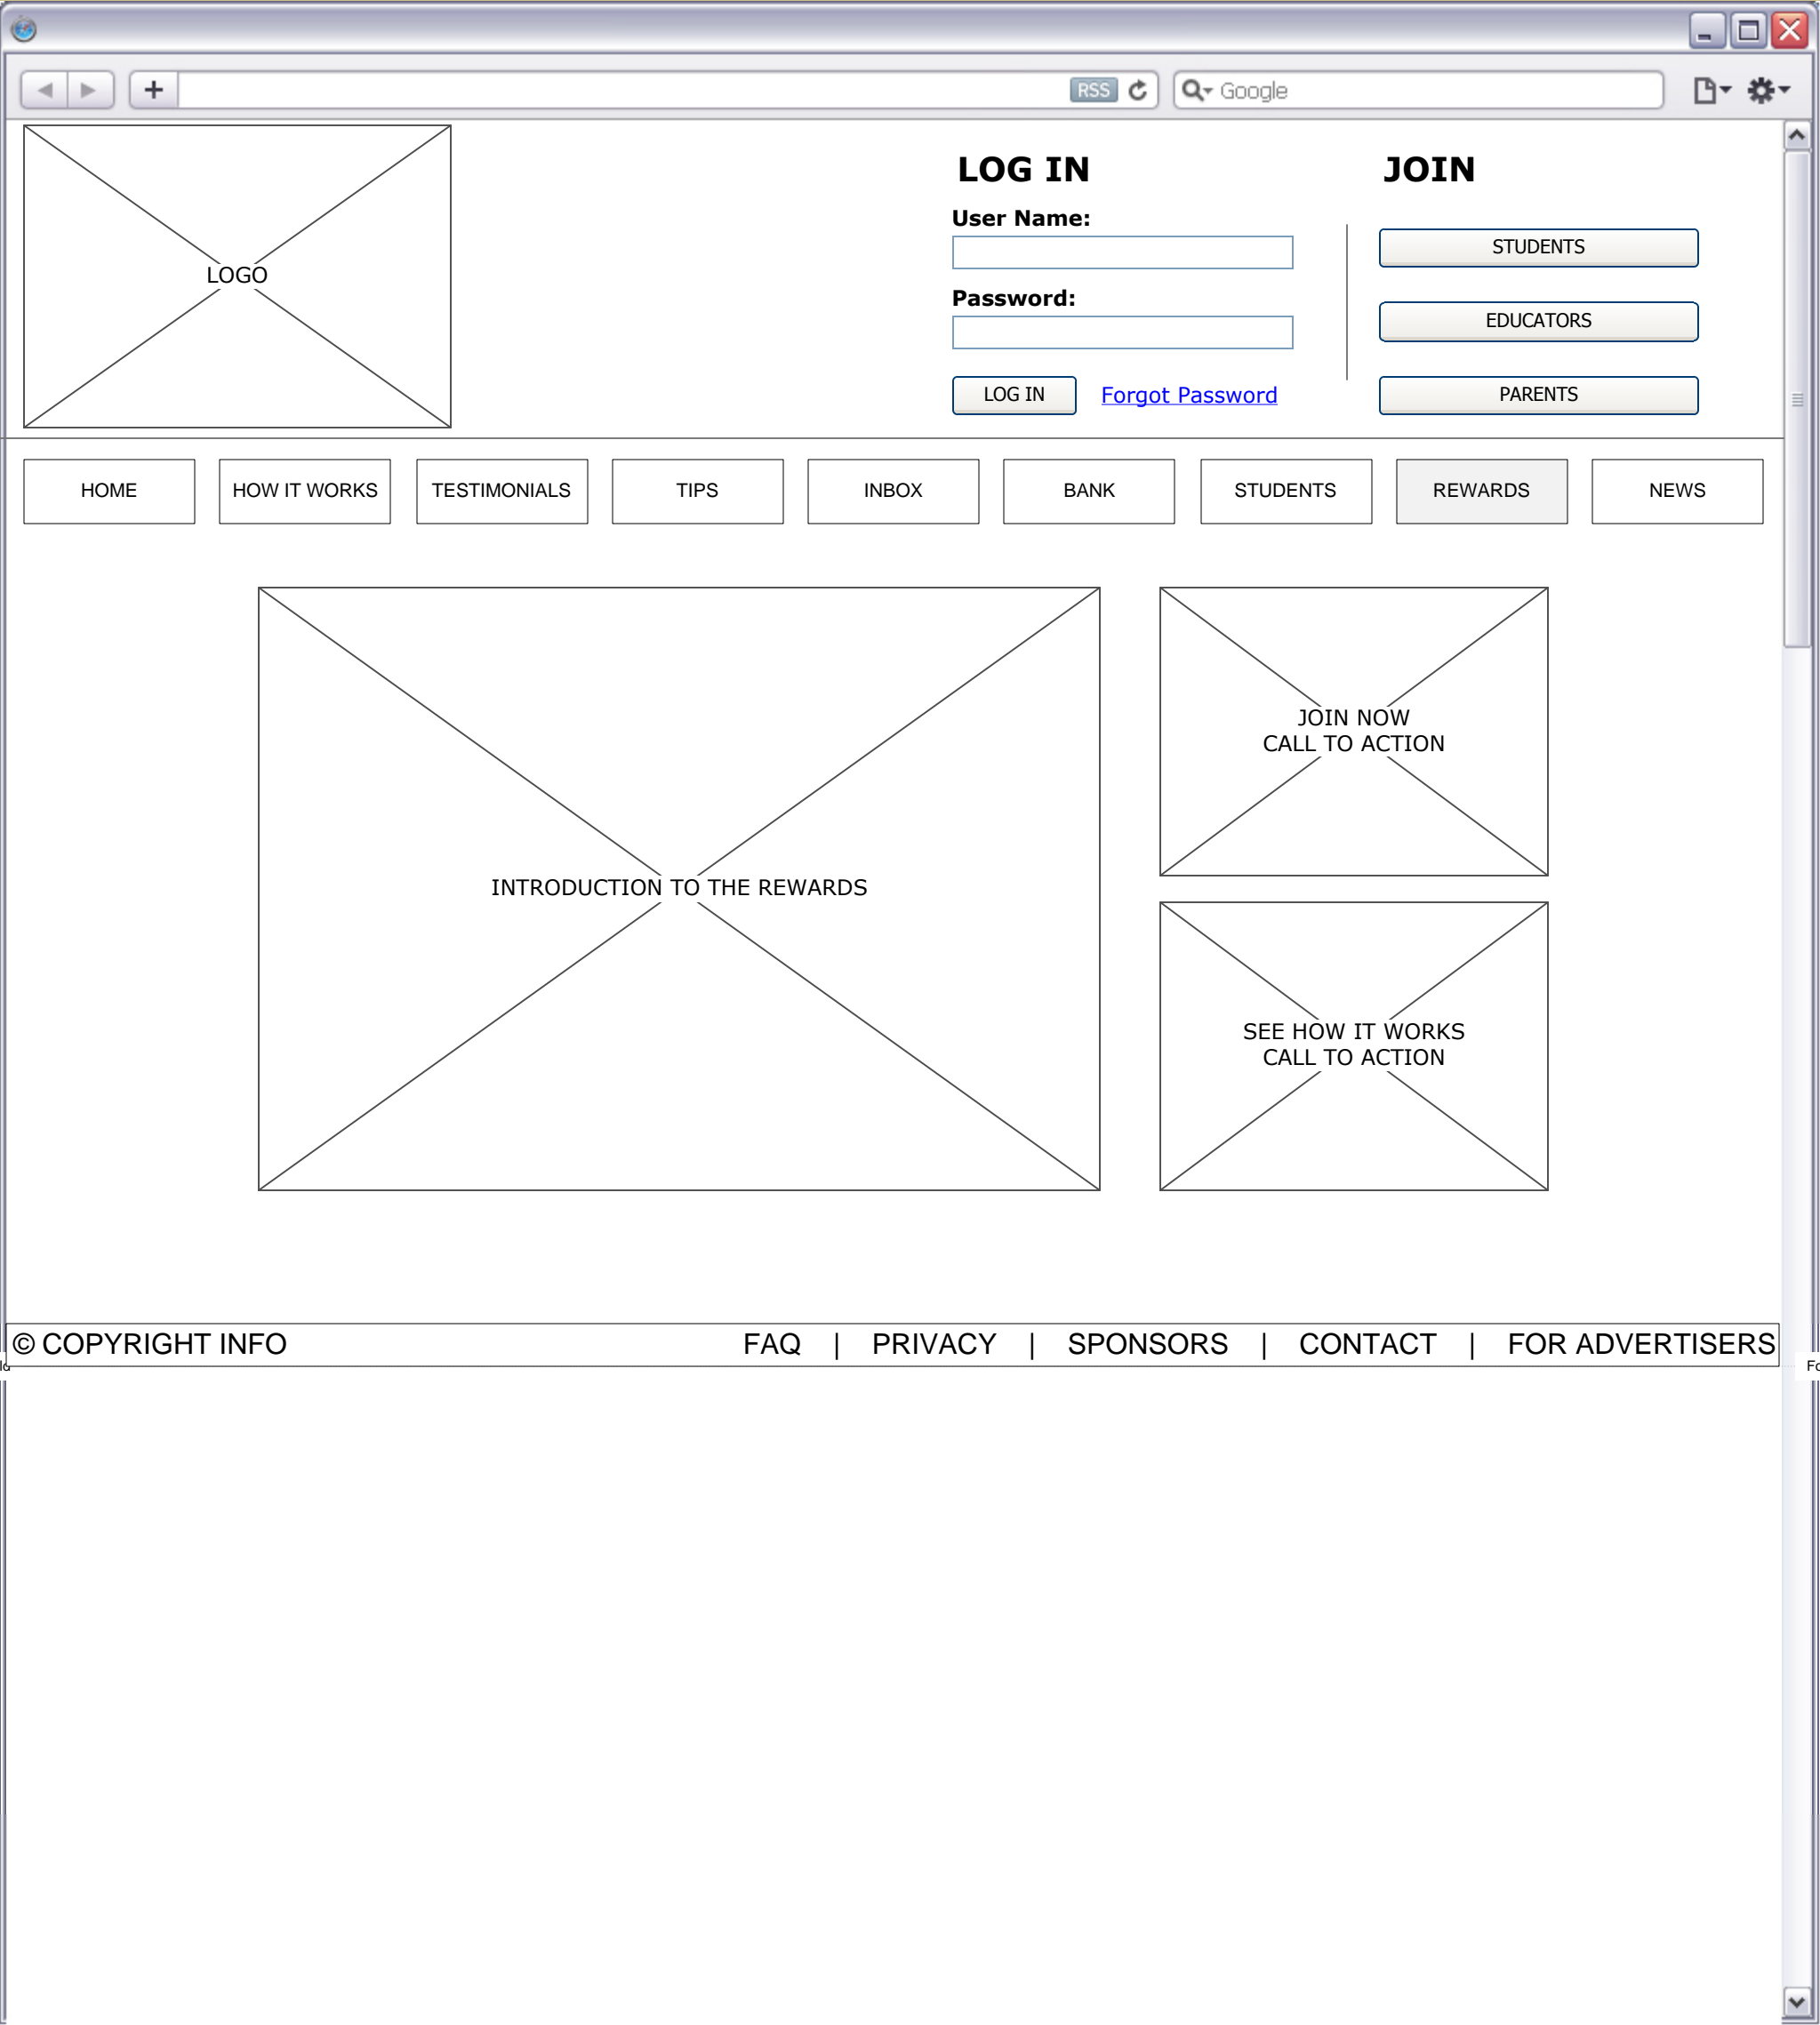 RSS
Google
LOGO
LOG IN
User Name:
Password:
LOG IN Forgot Password
JOIN
STUDENTS
EDUCATORS
PARENTS
HOME HOW IT WORKS TESTIMONIALS TIPS INBOX BANK STUDENTS REWARDS NEWS
INTRODUCTION TO THE REWARDS
JOIN NOW
CALL TO ACTION
SEE HOW IT WORKS
CALL TO ACTION
© COPYRIGHT INFO FAQ | PRIVACY | SPONSORS | CONTACT | FOR ADVERTISERS